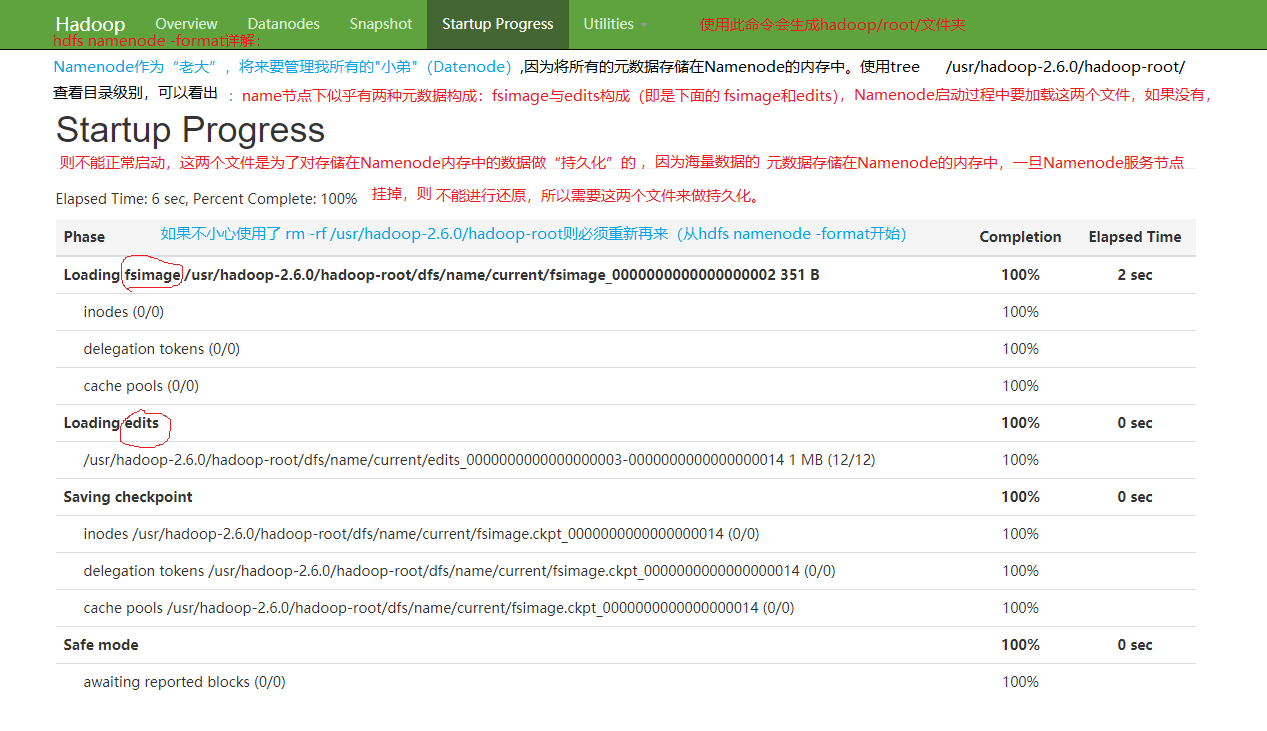 Hadoop Overview Datanodes Snapshot Startup Progress Utilities 使用此命令会生成hadoop/root/文件夹
hdfs namenode -format详解：
Namenode作为“老大”，将来要管理我所有的"小弟"（Datenode）,因为将所有的元数据存储在Namenode的内存中。使用tree /usr/hadoop-2.6.0/hadoop-root/
查看目录级别，可以看出 ：name节点下似乎有两种元数据构成：fsimage与edits构成（即是下面的 fsimage和edits），Namenode启动过程中要加载这两个文件，如果没有，
Startup Progress
则不能正常启动，这两个文件是为了对存储在Namenode内存中的数据做“持久化”的 ，因为海量数据的 元数据存储在Namenode的内存中，一旦Namenode服务节点
Elapsed Time: 6 sec, Percent Complete: 100% 挂掉，则 不能进行还原，所以需要这两个文件来做持久化。
Phase 如果不小心使用了 rm -rf /usr/hadoop-2.6.0/hadoop-root则必须重新再来（从hdfs namenode -format开始） Completion Elapsed Time
Loading fsimage /usr/hadoop-2.6.0/hadoop-root/dfs/name/current/fsimage_0000000000000000002 351 B 100% 2 sec
inodes (0/0) 100%
delegation tokens (0/0) 100%
cache pools (0/0) 100%
Loading edits 100% 0 sec
/usr/hadoop-2.6.0/hadoop-root/dfs/name/current/edits_0000000000000000003-0000000000000000014 1 MB (12/12) 100%
Saving checkpoint 100% 0 sec
inodes /usr/hadoop-2.6.0/hadoop-root/dfs/name/current/fsimage.ckpt_0000000000000000014 (0/0) 100%
delegation tokens /usr/hadoop-2.6.0/hadoop-root/dfs/name/current/fsimage.ckpt_0000000000000000014 (0/0) 100%
cache pools /usr/hadoop-2.6.0/hadoop-root/dfs/name/current/fsimage.ckpt_0000000000000000014 (0/0) 100%
Safe mode 100% 0 sec
awaiting reported blocks (0/0) 100%